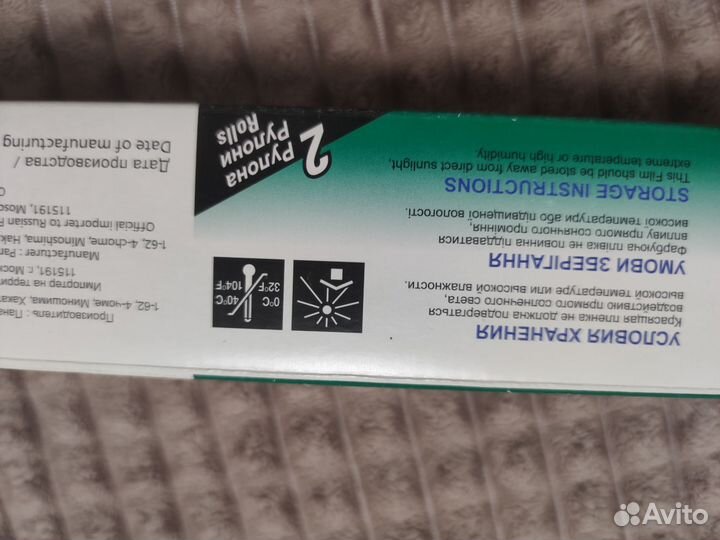 УСЛОВИЯ ХРАНЕНИЯ
Красящая пленка не должна подвергаться
воздействию прямого солнечного света,
высокой температуре или высокой влажности.
УМОВИ ЗБЕРІГАННЯ
Фарбуюча плівка не повинна піддаватися
впливу прямого сонячного проміння,
високої температури або підвищеної вологості.
STORAGE INSTRUCTIONS
This Film should be stored away from direct sunlight,
extreme temperature or high humidity.
0°C 40°C
32°F 104°F
2 Рулона
Рулони
Rolls
Производитель : Пана
1-62, 4-чоме, Миношима, Хака
Импортер на террит
115191, г. Моск
Manufacturer : Pan
1-62, 4-chome, Minoshima, Hak
Official importer to Russian F
115191, Mosc
Дата производства /
Date of manufacturing
Avito